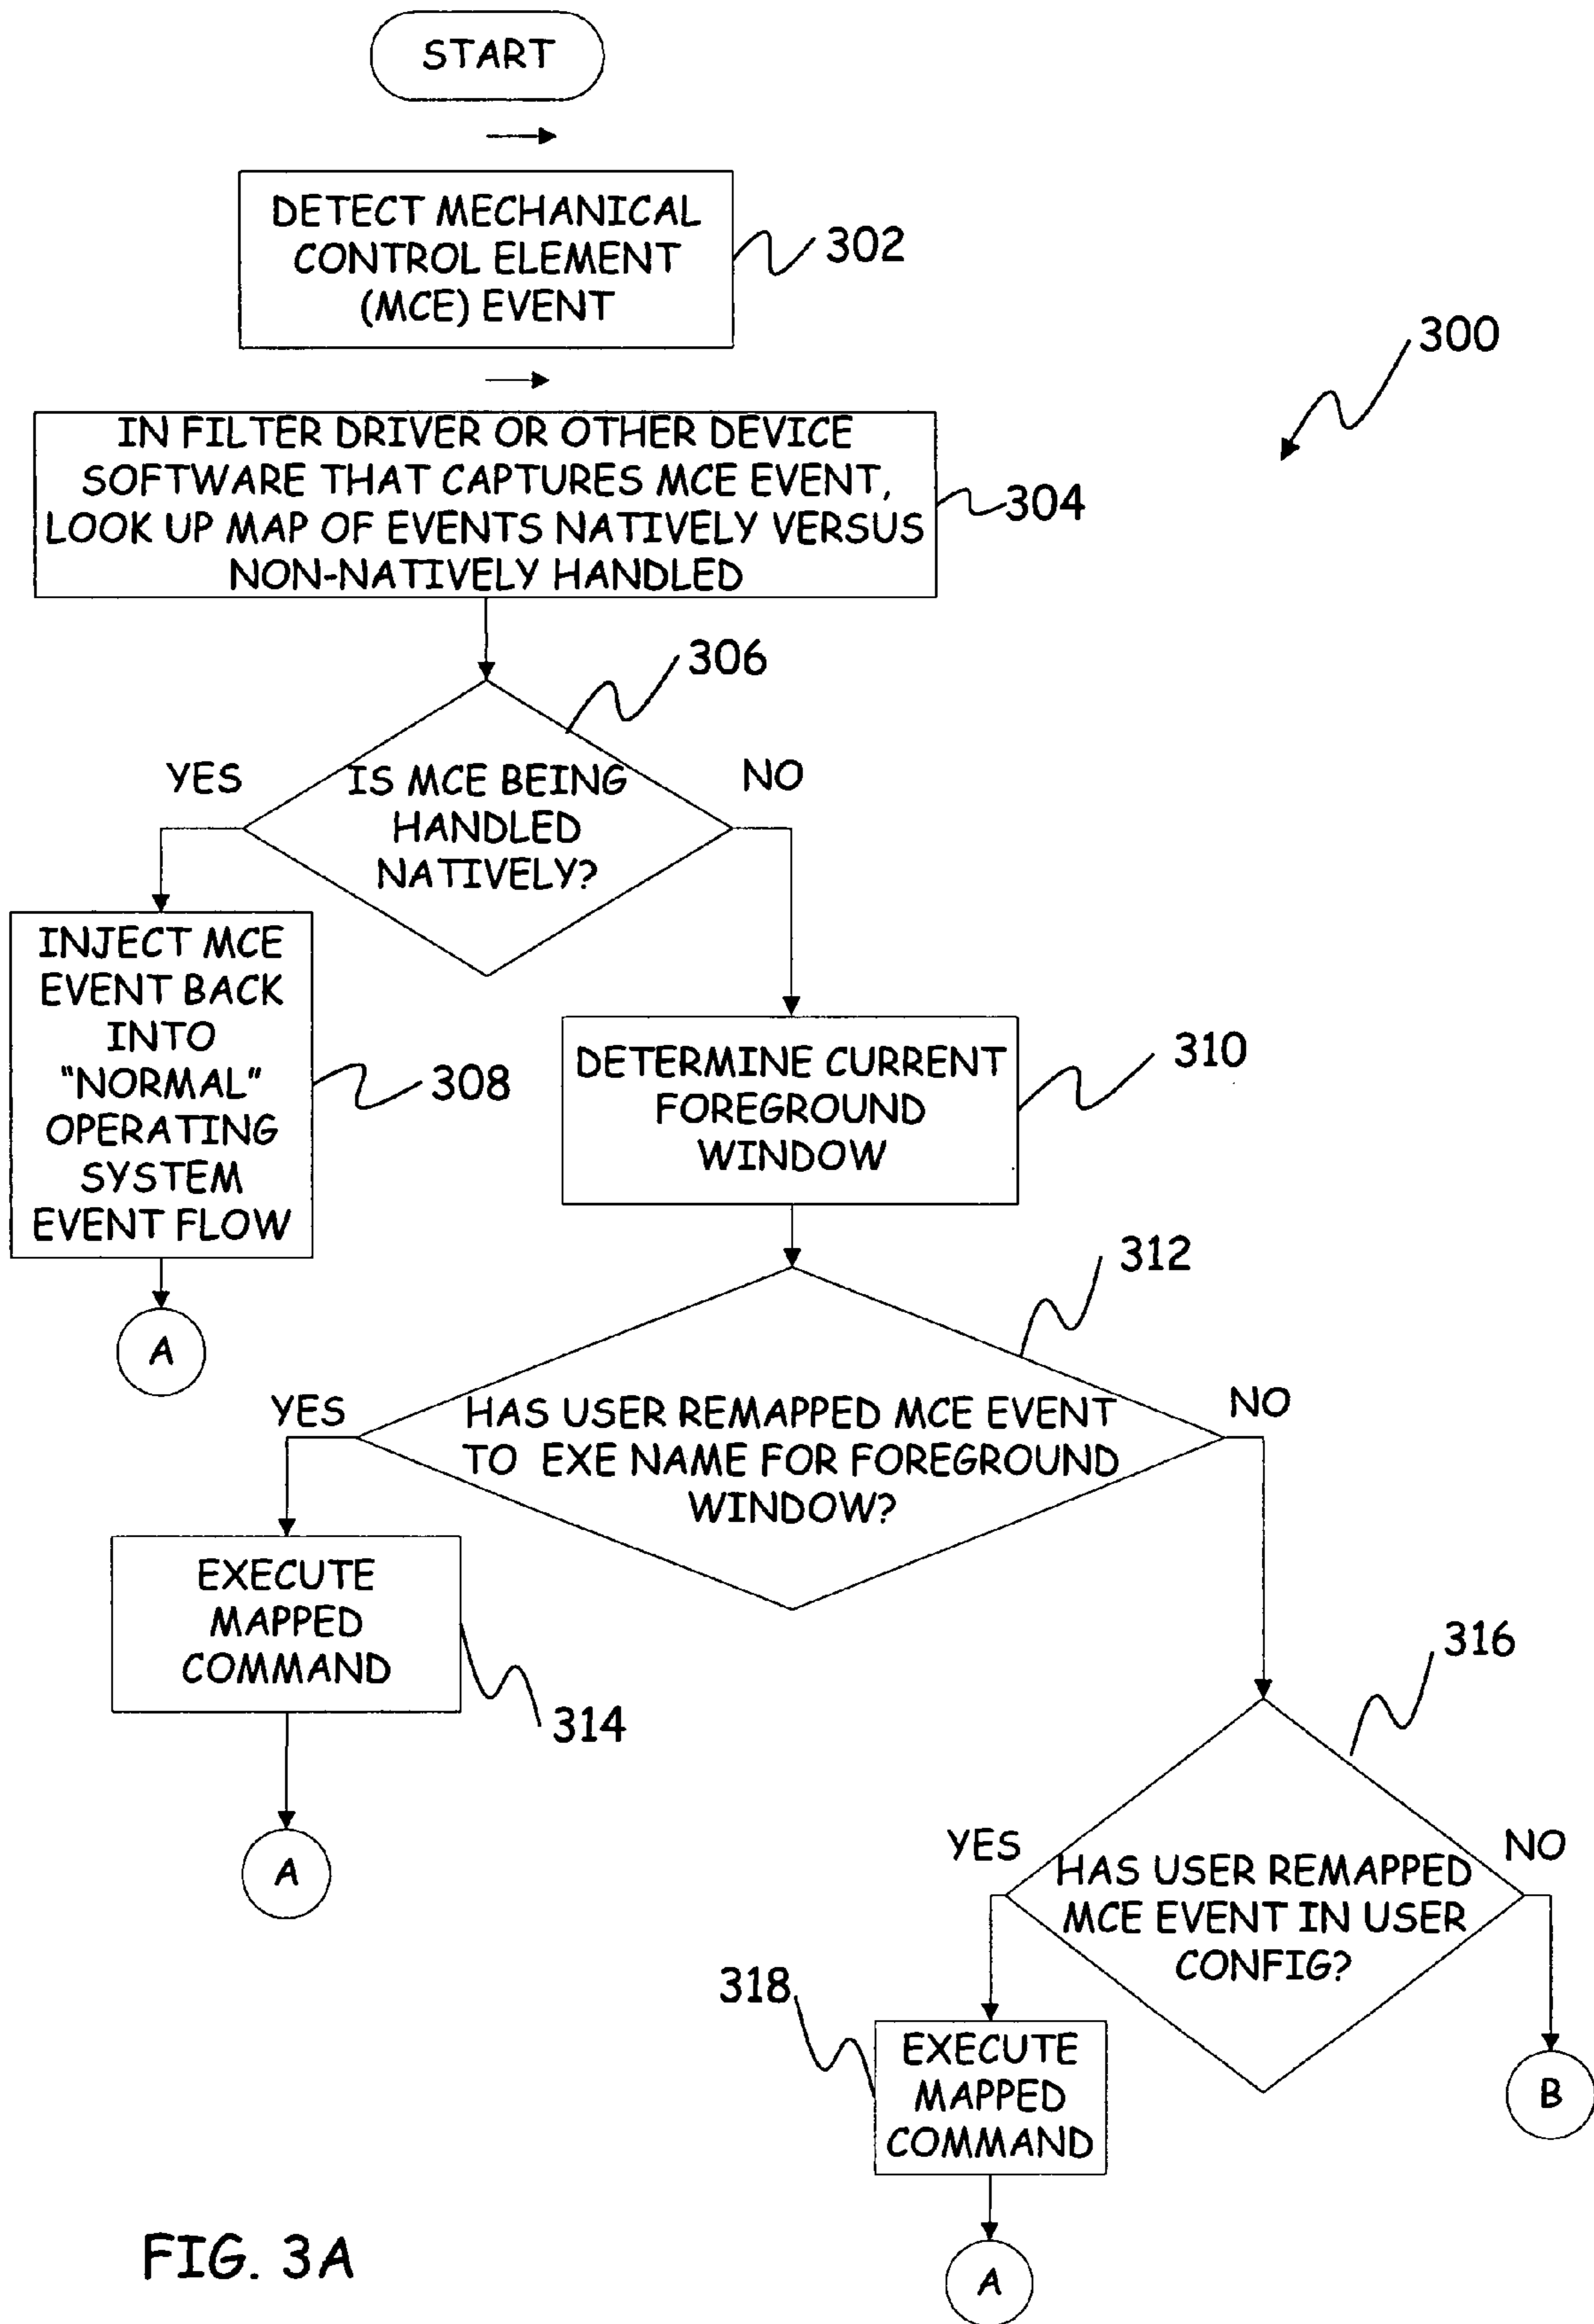 START
DETECT MECHANICAL
CONTROL ELEMENT
(MCE) EVENT
302
300
IN FILTER DRIVER OR OTHER DEVICE
SOFTWARE THAT CAPTURES MCE EVENT,
LOOK UP MAP OF EVENTS NATIVELY VERSUS
NON-NATIVELY HANDLED
304
306
YES
IS MCE BEING
HANDLED
NATIVELY?
NO
INJECT MCE
EVENT BACK
INTO
"NORMAL"
OPERATING
SYSTEM
EVENT FLOW
308
DETERMINE CURRENT
FOREGROUND
WINDOW
310
A
312
YES
HAS USER REMAPPED MCE EVENT
TO EXE NAME FOR FOREGROUND
WINDOW?
NO
EXECUTE
MAPPED
COMMAND
314
A
316
YES
HAS USER REMAPPED
MCE EVENT IN USER
CONFIG?
NO
318
EXECUTE
MAPPED
COMMAND
B
A
FIG. 3A